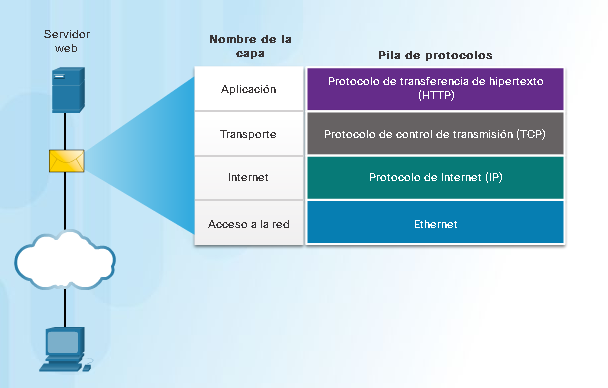 Servidor
web
Nombre de la
capa
Pila de protocolos
Aplicación
Protocolo de transferencia de hipertexto
(HTTP)
Transporte
Protocolo de control de transmisión (TCP)
Internet
Protocolo de Internet (IP)
Acceso a la red
Ethernet